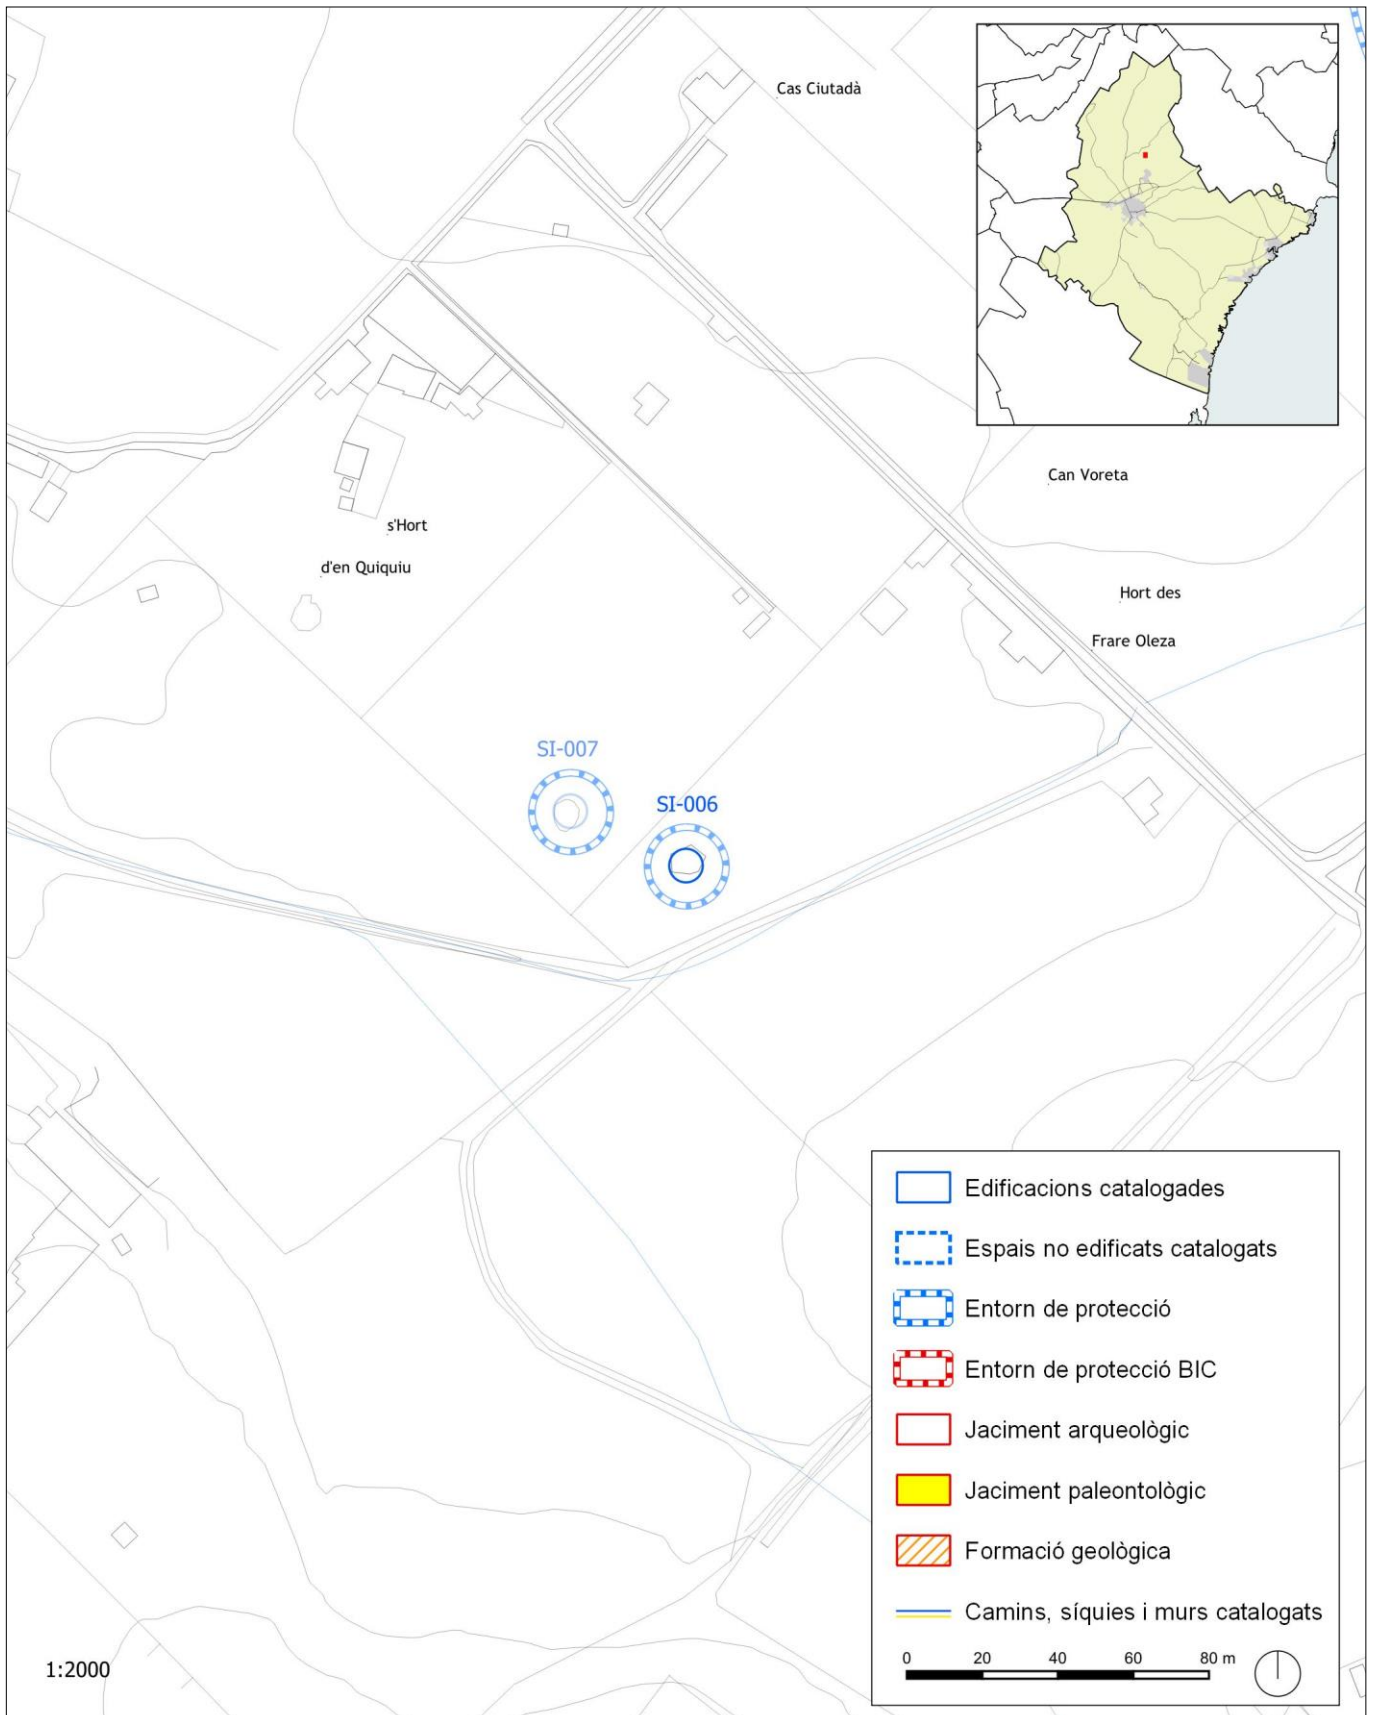 Cas Ciutadà
Can Voreta
s'Hort
d'en Quiquiu
Hort des
Frare Oleza
SI-007
SI-006
Edificacions catalogades
Espais no edificats catalogats
Entorn de protecció
Entorn de protecció BIC
Jaciment arqueològic
Jaciment paleontològic
Formació geològica
Camins, síquies i murs catalogats
0 20 40 60 80 m
1:2000